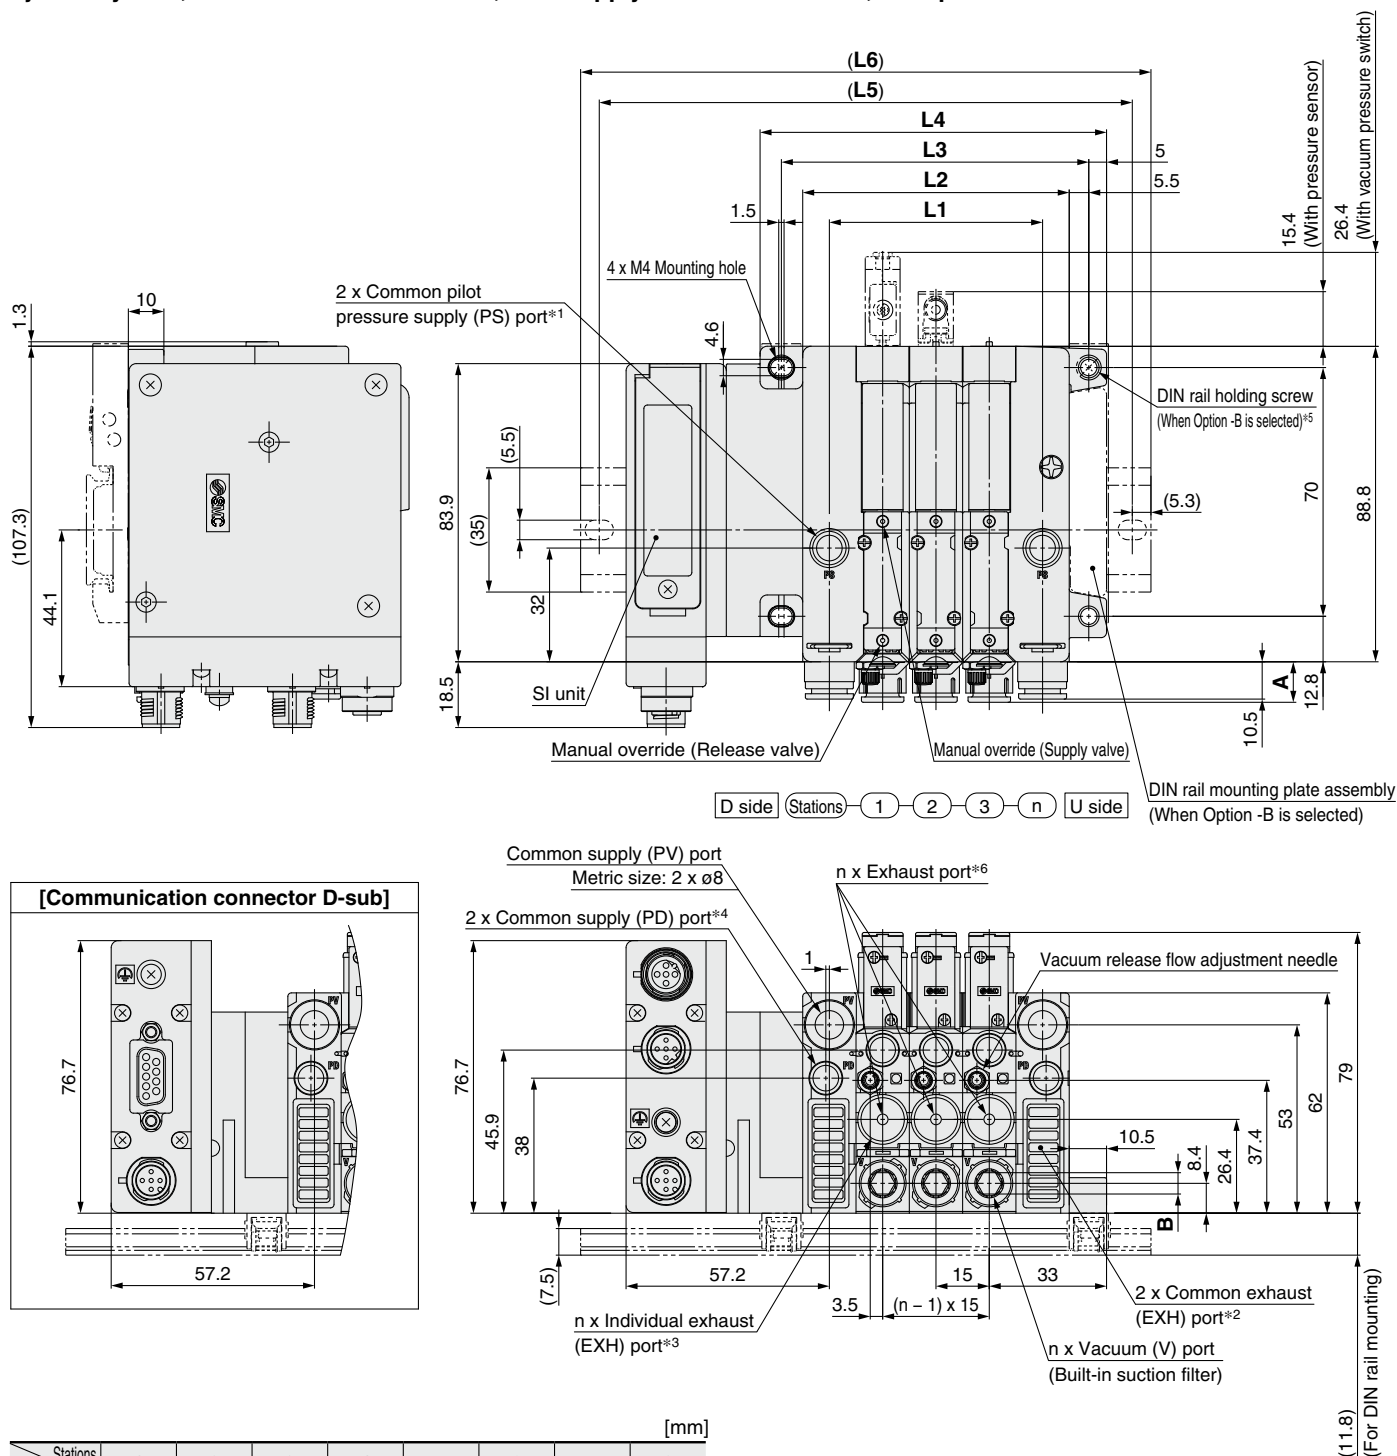 (L6)
(L5)
L4
L3
5
L2
5.5
1.5
L1
15.4
(With pressure sensor)
26.4
(With vacuum pressure switch)
4 x M4 Mounting hole
2 x Common pilot
pressure supply (PS) port*1
10
1.3
4.6
DIN rail holding screw
(When Option -B is selected)*5
(5.5)
(35)
(5.3)
SMC
(107.3)
44.1
83.9
32
70
88.8
PS
PS
18.5
SI unit
A
12.8
10.5
Manual override (Release valve)
Manual override (Supply valve)
D side
Stations
1
2
3
n
U side
DIN rail mounting plate assembly
(When Option -B is selected)
Common supply (PV) port
Metric size: 2 x ø8
n x Exhaust port*6
[Communication connector D-sub]
2 x Common supply (PD) port*4
1
Vacuum release flow adjustment needle
PV
PD
V
76.7
57.2
PV
PV
PD
PD
V
V
76.7
45.9
38
79
62
53
37.4
26.4
8.4
10.5
B
(7.5)
57.2
15
33
3.5
(n − 1) x 15
2 x Common exhaust
(EXH) port*2
n x Individual exhaust
(EXH) port*3
n x Vacuum (V) port
(Built-in suction filter)
(11.8)
(For DIN rail mounting)
[mm]
Stations